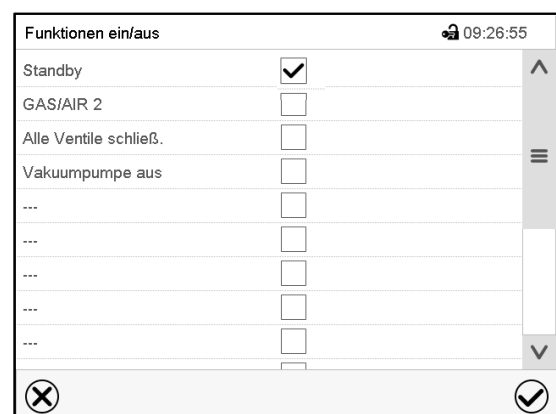 Funktionen ein/aus 09:26:55
Standby
GAS/AIR 2
Alle Ventile schließ.
Vakuumpumpe aus
---
---
---
---
---